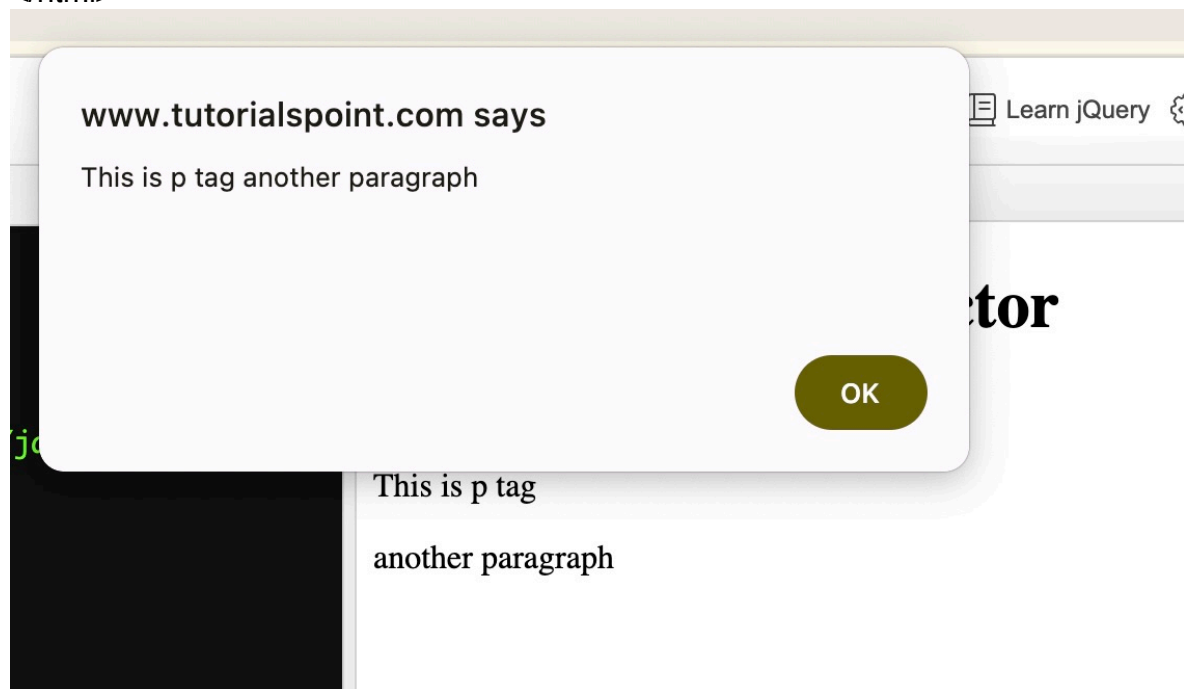 www.tutorialspoint.com says
Learn jQuery
This is p tag another paragraph
tor
OK
This is p tag
another paragraph